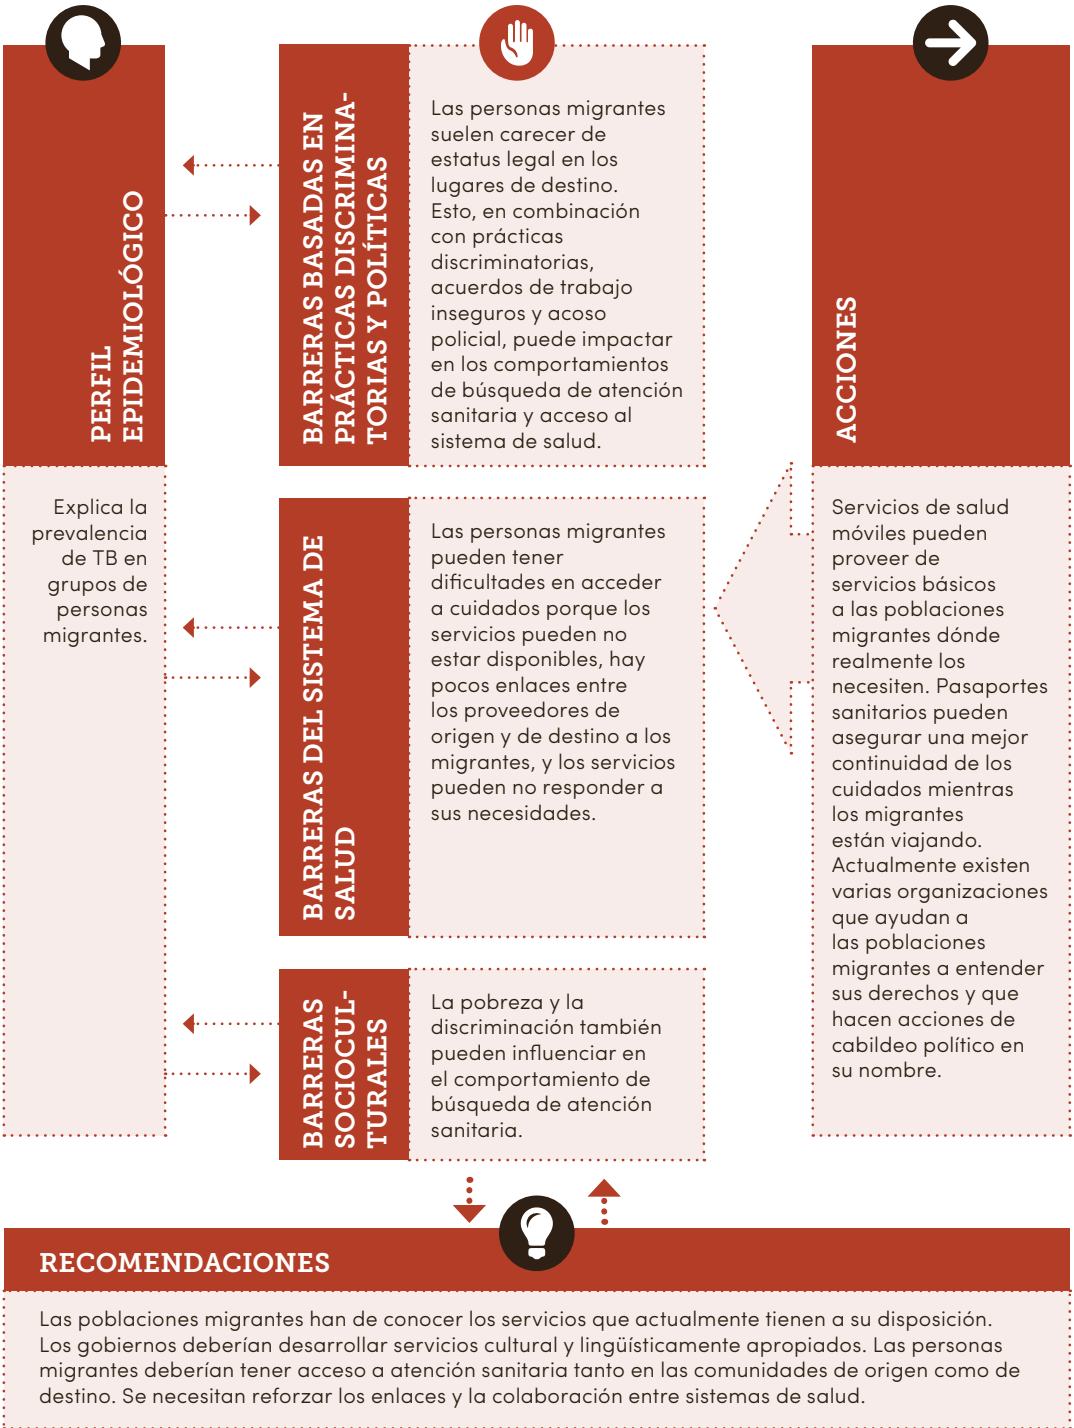 PERFIL
EPIDEMIOLÓGICO
Explica la
prevalencia
de TB en
grupos de
personas
migrantes.
BARRERAS BASADAS EN
PRÁCTICAS DISCRIMINA-
TORIAS Y POLÍTICAS
Las personas migrantes
suelen carecer de
estatus legal en los
lugares de destino.
Esto, en combinación
con prácticas
discriminatorias,
acuerdos de trabajo
inseguros y acoso
policial, puede impactar
en los comportamientos
de búsqueda de atención
sanitaria y acceso al
sistema de salud.
BARRERAS DEL SISTEMA DE
SALUD
Las personas migrantes
pueden tener
dificultades en acceder
a cuidados porque los
servicios pueden no
estar disponibles, hay
pocos enlaces entre
los proveedores de
origen y de destino a los
migrantes, y los servicios
pueden no responder a
sus necesidades.
BARRERAS
SOCIOCUL-
TURALES
La pobreza y la
discriminación también
pueden influenciar en
el comportamiento de
búsqueda de atención
sanitaria.
ACCIONES
Servicios de salud
móviles pueden
proveer de
servicios básicos
a las poblaciones
migrantes dónde
realmente los
necesiten. Pasaportes
sanitarios pueden
asegurar una mejor
continuidad de los
cuidados mientras
los migrantes
están viajando.
Actualmente existen
varias organizaciones
que ayudan a
las poblaciones
migrantes a entender
sus derechos y que
hacen acciones de
cabildeo político en
su nombre.
RECOMENDACIONES
Las poblaciones migrantes han de conocer los servicios que actualmente tienen a su disposición.
Los gobiernos deberían desarrollar servicios cultural y lingüísticamente apropiados. Las personas
migrantes deberían tener acceso a atención sanitaria tanto en las comunidades de origen como de
destino. Se necesitan reforzar los enlaces y la colaboración entre sistemas de salud.